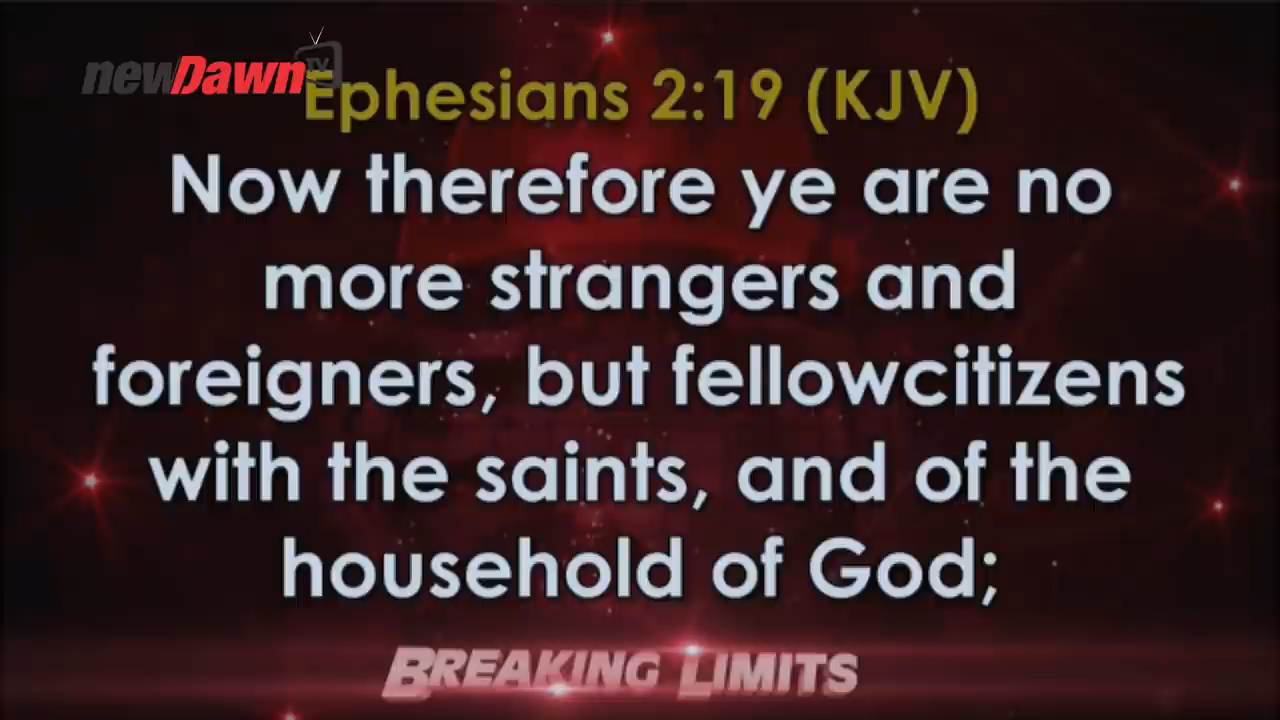 newDawn TV
Ephesians 2:19 (KJV)
Now therefore ye are no
more strangers and
foreigners, but fellowcitizens
with the saints, and of the
household of God;
BREAKING LIMITS